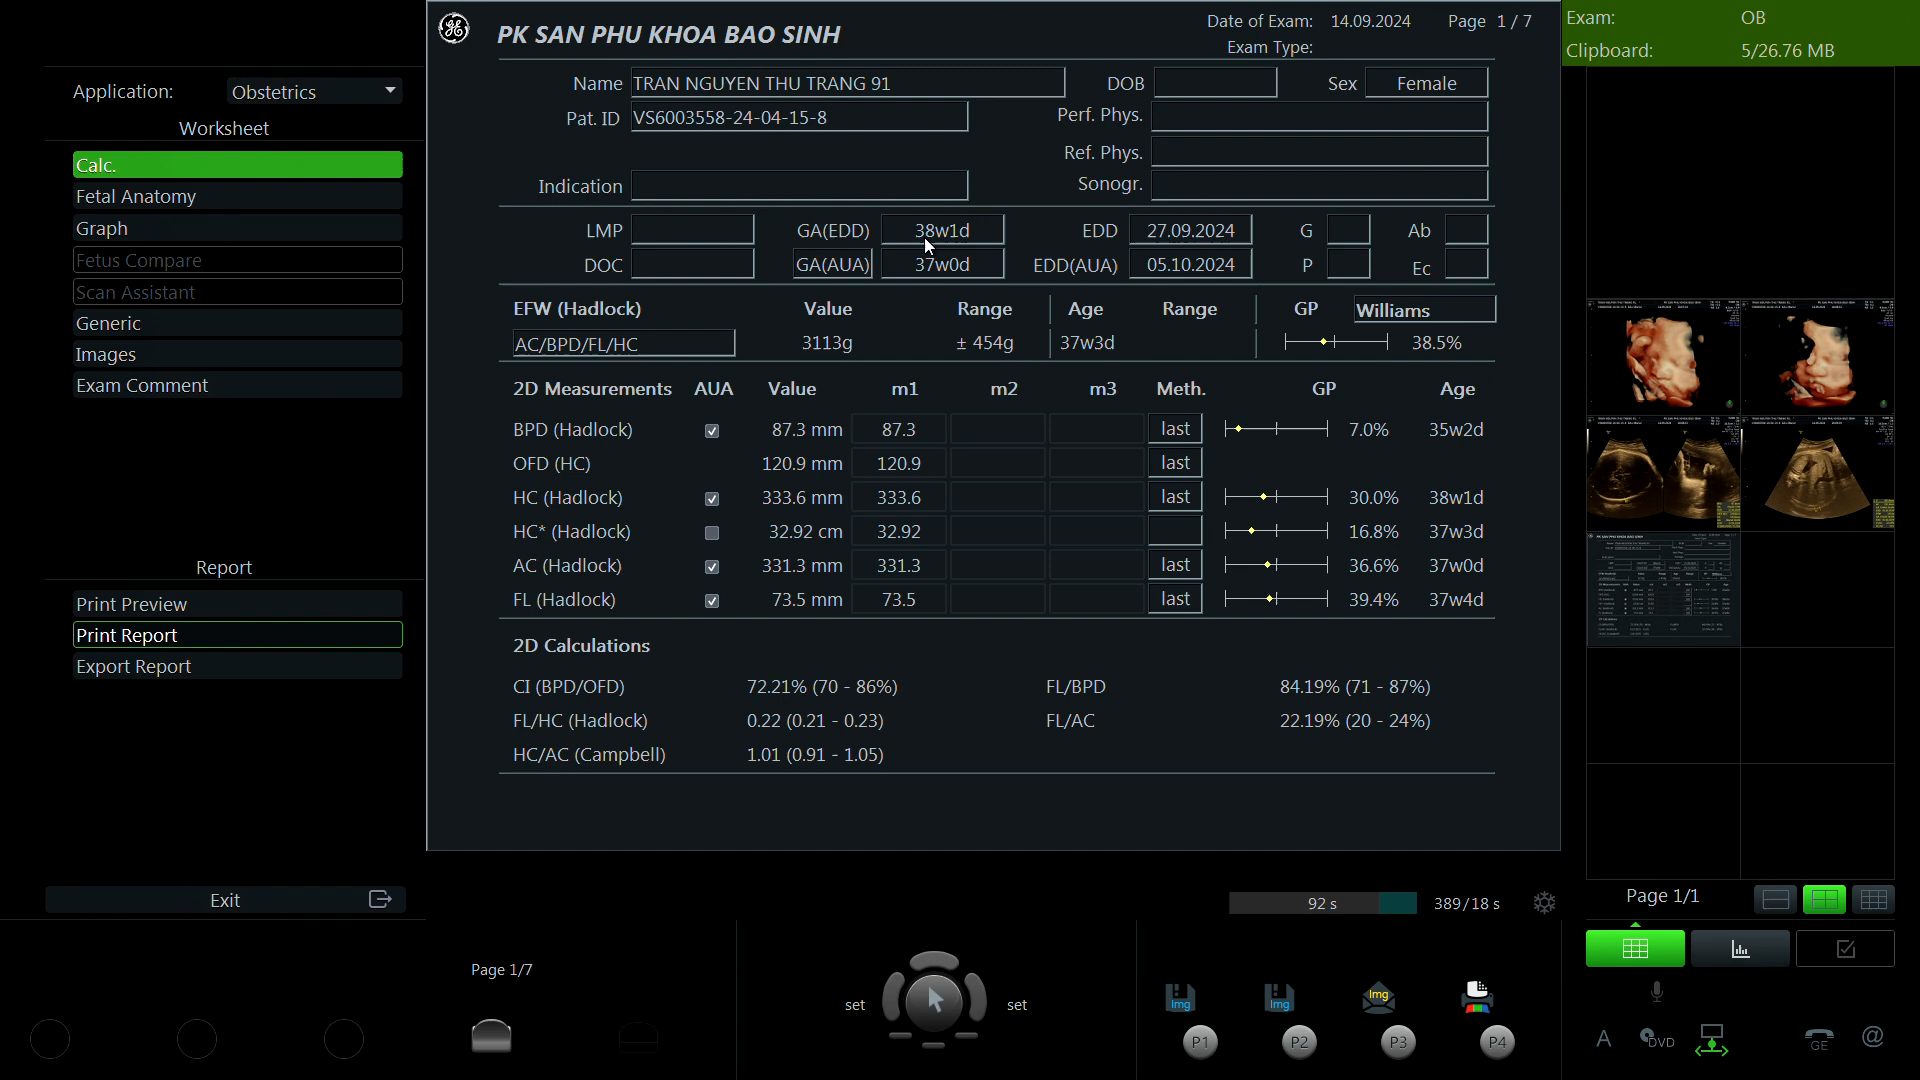 Application: Obstetrics
Worksheet
Calc.
Fetal Anatomy
Graph
Fetus Compare
Scan Assistant
Generic
Images
Exam Comment
Report
Print Preview
Print Report
Export Report
Exit
PK SAN PHU KHOA BAO SINH
Date of Exam: 14.09.2024 Page 1 / 7
Exam Type:
Name TRAN NGUYEN THU TRANG 91 DOB Sex Female
Pat. ID VS6003558-24-04-15-8 Perf. Phys.
Ref. Phys.
Indication Sonogr.
LMP GA(EDD) 38w1d EDD 27.09.2024 G Ab
DOC GA(AUA) 37w0d EDD(AUA) 05.10.2024 P Ec
EFW (Hadlock) Value Range Age Range GP Williams
AC/BPD/FL/HC 3113g ± 454g 37w3d 38.5%
2D Measurements AUA Value m1 m2 m3 Meth. GP Age
BPD (Hadlock) 87.3 mm 87.3 last 7.0% 35w2d
OFD (HC) 120.9 mm 120.9 last
HC (Hadlock) 333.6 mm 333.6 last 30.0% 38w1d
HC* (Hadlock) 32.92 cm 32.92 16.8% 37w3d
AC (Hadlock) 331.3 mm 331.3 last 36.6% 37w0d
FL (Hadlock) 73.5 mm 73.5 last 39.4% 37w4d
2D Calculations
CI (BPD/OFD) 72.21% (70 - 86%) FL/BPD 84.19% (71 - 87%)
FL/HC (Hadlock) 0.22 (0.21 - 0.23) FL/AC 22.19% (20 - 24%)
HC/AC (Campbell) 1.01 (0.91 - 1.05)
92 s 389/18 s
Page 1/7
set set
Img Img Img
P1 P2 P3 P4
Exam: OB
Clipboard: 5/26.76 MB
Page 1/1
A DVD GE @